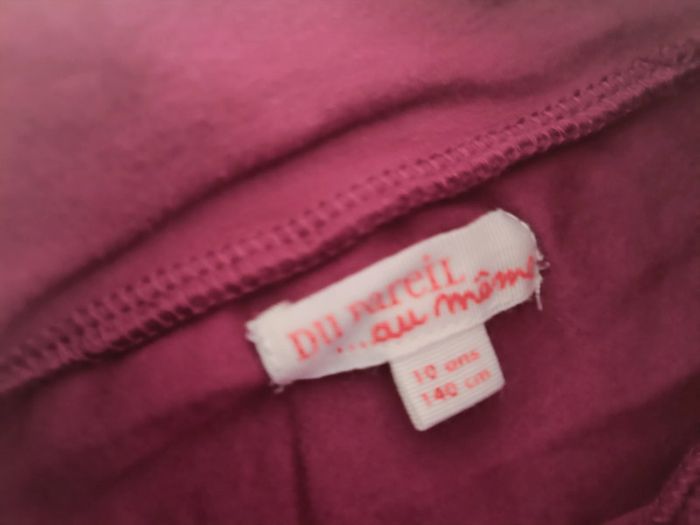 DU PAREIL
...au même
10 ans
140 cm